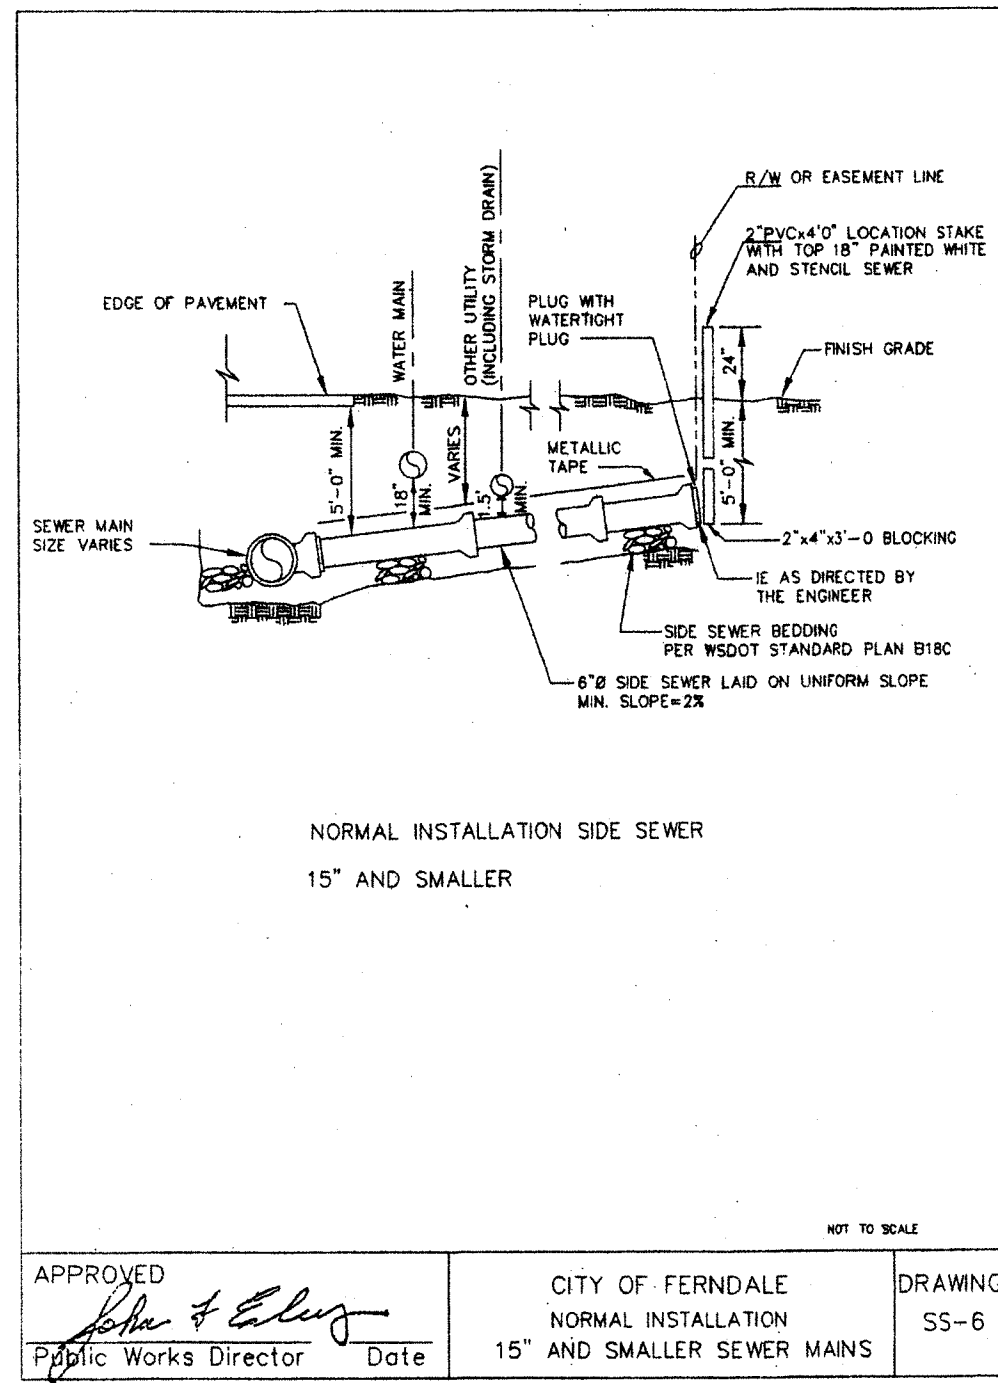 R/W OR EASEMENT LINE
2"PVCx4'0" LOCATION STAKE
WITH TOP 18" PAINTED WHITE
AND STENCIL SEWER
EDGE OF PAVEMENT
WATER MAIN
OTHER UTILITY
(INCLUDING STORM DRAIN)
PLUG WITH
WATERTIGHT
PLUG
24"
FINISH GRADE
5'-0" MIN.
18"
MIN.
VARIES
1.5'
MIN.
METALLIC
TAPE
5'-0" MIN.
SEWER MAIN
SIZE VARIES
2"x4"x3'-0 BLOCKING
IE AS DIRECTED BY
THE ENGINEER
SIDE SEWER BEDDING
PER WSDOT STANDARD PLAN B18C
6"Ø SIDE SEWER LAID ON UNIFORM SLOPE
MIN. SLOPE=2%
NORMAL INSTALLATION SIDE SEWER
15" AND SMALLER
NOT TO SCALE
APPROVED
Public Works Director Date
CITY OF FERNDALE
NORMAL INSTALLATION
15" AND SMALLER SEWER MAINS
DRAWING
SS-6